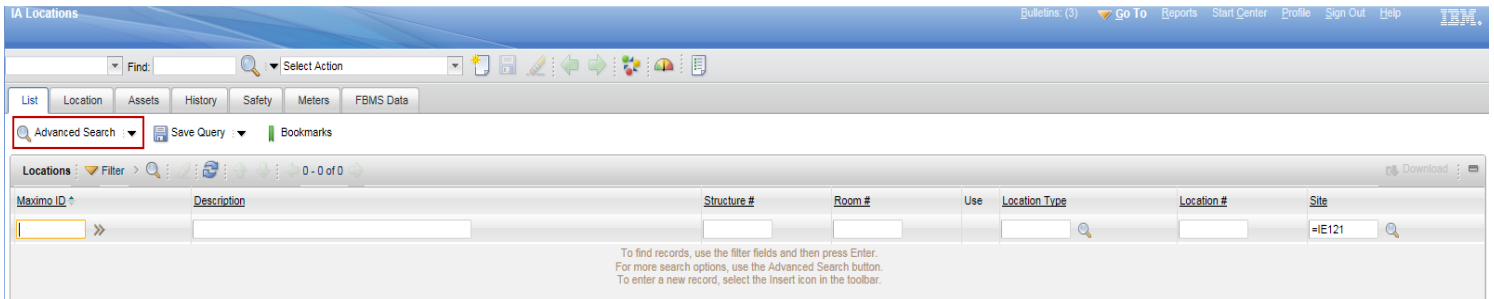 IA Locations
Bulletins: (3) Go To Reports Start Center Profile Sign Out Help IBM.
Find: Select Action
List Location Assets History Safety Meters FBMS Data
Advanced Search Save Query Bookmarks
Locations Filter 0 - 0 of 0 Download
Maximo ID Description Structure # Room # Use Location Type Location # Site
=IE121
To find records, use the filter fields and then press Enter.
For more search options, use the Advanced Search button.
To enter a new record, select the Insert icon in the toolbar.